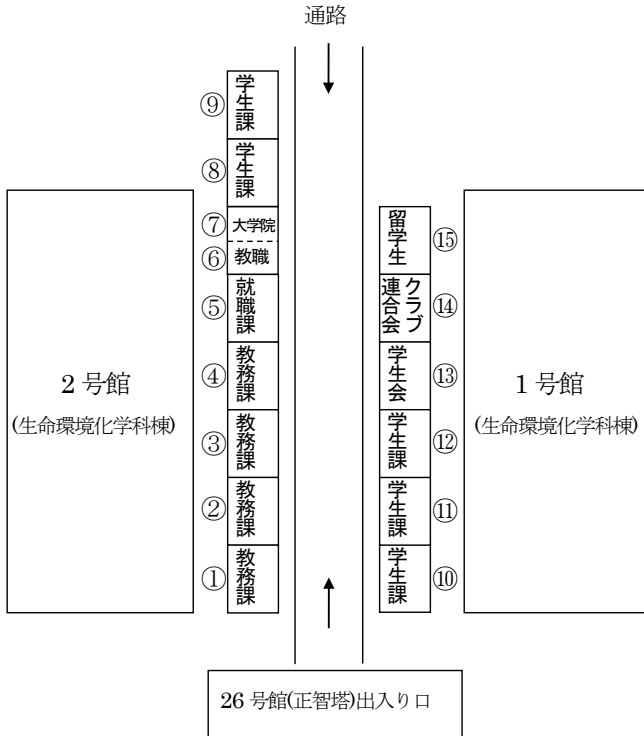 通路
⑨ 学生課
⑧ 学生課
⑦ 大学院
⑥ 教職
⑤ 就職課
④ 教務課
③ 教務課
② 教務課
① 教務課
2 号館
(生命環境化学科棟)
留学生 ⑮
クラブ連合会 ⑭
学生会 ⑬
学生課 ⑫
学生課 ⑪
学生課 ⑩
1 号館
(生命環境化学科棟)
26 号館(正智塔)出入り口